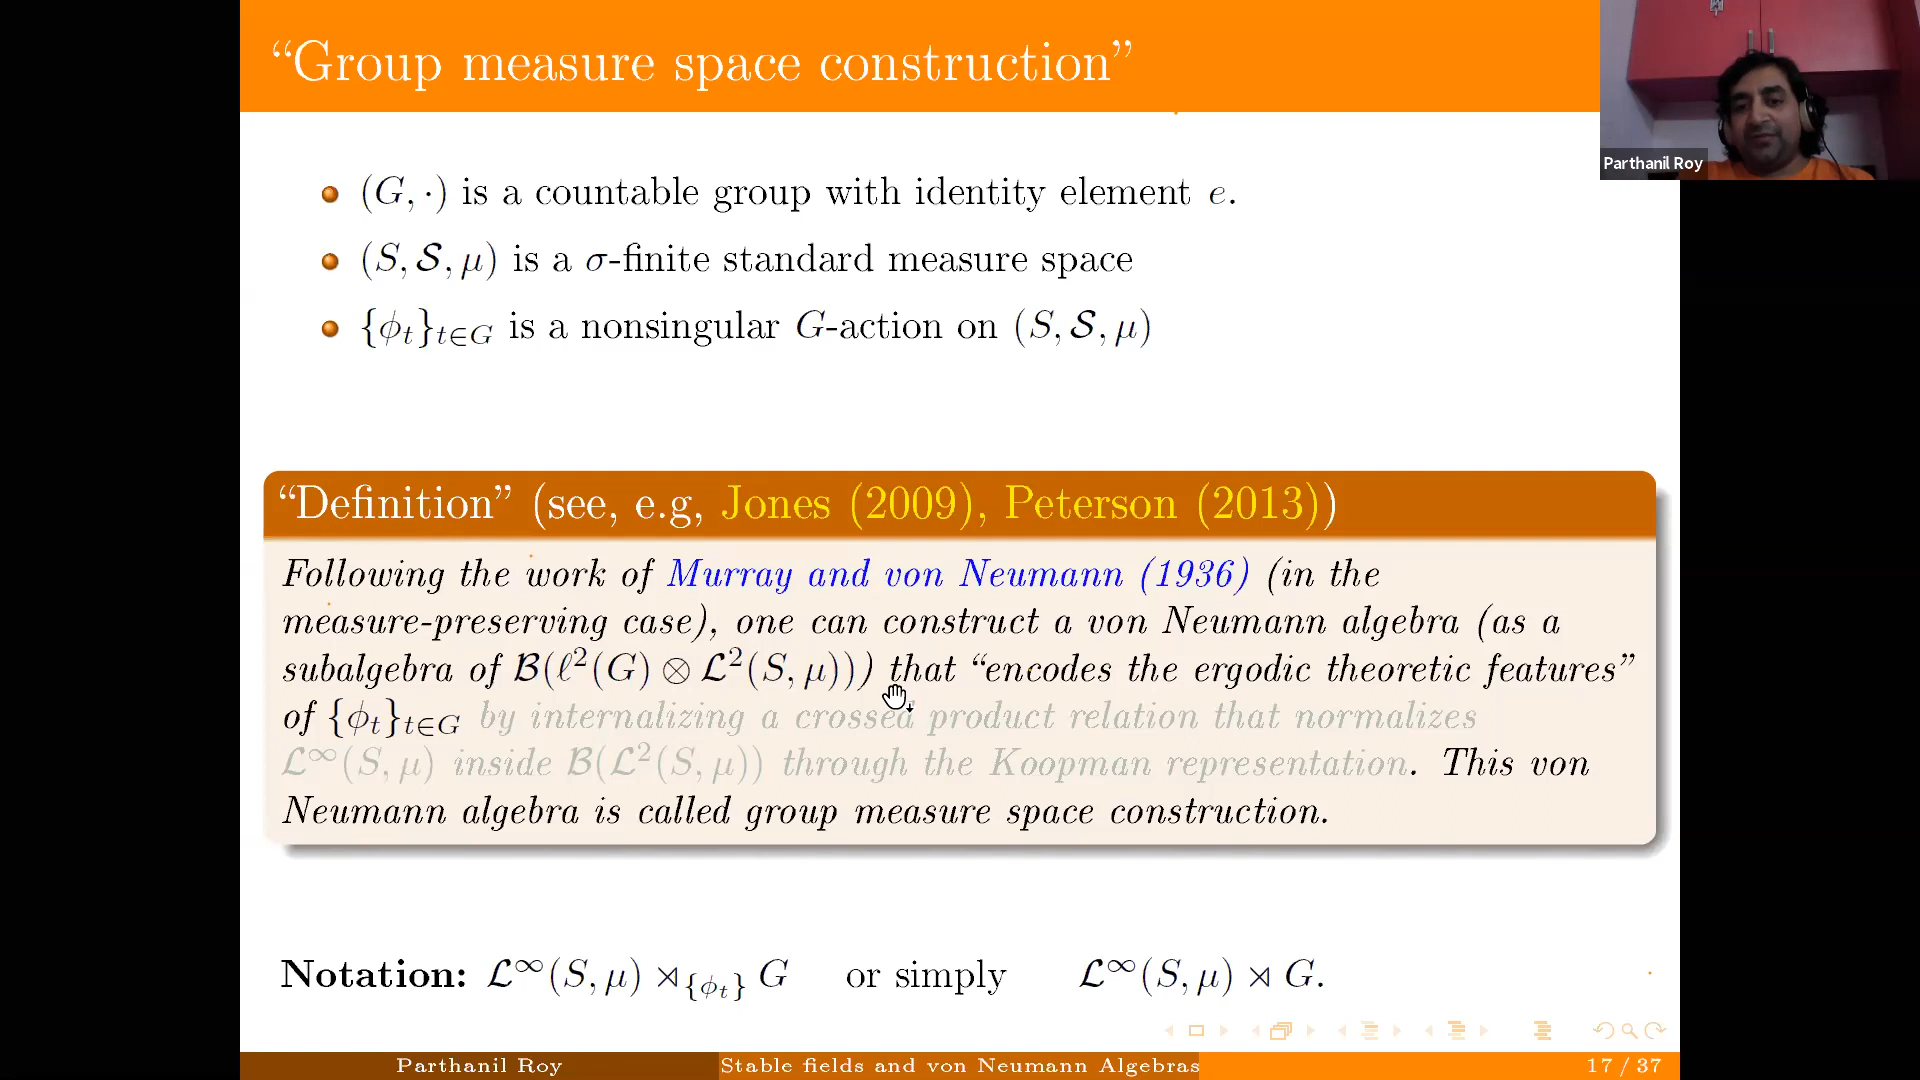 “Group measure space construction”
Parthanil Roy
(G, ·) is a countable group with identity element e.
(S, 𝒮, μ) is a σ-finite standard measure space
{ϕₜ}ₜ∈G is a nonsingular G-action on (S, 𝒮, μ)
“Definition” (see, e.g, Jones (2009), Peterson (2013))
Following the work of Murray and von Neumann (1936) (in the
measure-preserving case), one can construct a von Neumann algebra (as a
subalgebra of ℬ(ℓ²(G) ⊗ ℒ²(S, μ))) that “encodes the ergodic theoretic features”
of {ϕₜ}ₜ∈G by internalizing a crossed product relation that normalizes
ℒ^∞(S, μ) inside ℬ(ℒ²(S, μ)) through the Koopman representation. This von
Neumann algebra is called group measure space construction.
Notation: ℒ^∞(S, μ) ⋊_{ϕₜ} G or simply ℒ^∞(S, μ) ⋊ G.
Parthanil Roy Stable fields and von Neumann Algebras 17 / 37